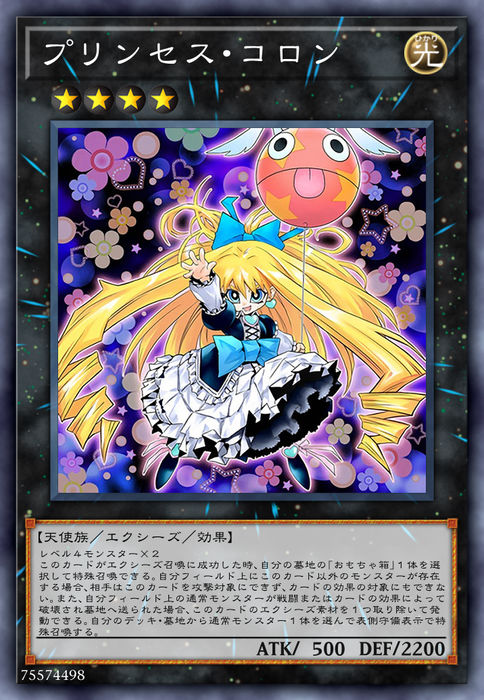 プリンセス・コロン
ひかり
光
【天使族／エクシーズ／効果】
レベル４モンスター×２
このカードがエクシーズ召喚に成功した時、自分の墓地の「おもちゃ箱」１体を選
択して特殊召喚できる。自分フィールド上にこのカード以外のモンスターが存在
する場合、相手はこのカードを攻撃対象にできず、カードの効果の対象にもできな
い。また、自分フィールド上の通常モンスターが戦闘またはカードの効果によって
破壊され墓地へ送られた場合、このカードのエクシーズ素材を１つ取り除いて発
動できる。自分のデッキ・墓地から通常モンスター１体を選んで表側守備表示で特
殊召喚する。
ATK/ 500 DEF/2200
75574498